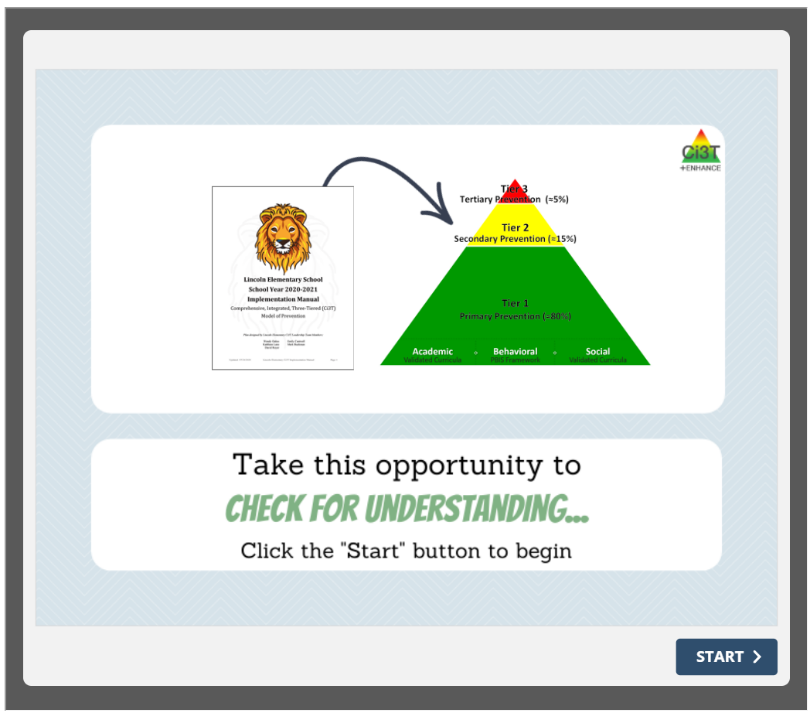 Ci3T
+ENHANCE
Lincoln Elementary School
School Year 2020-2021
Implementation Manual
Comprehensive, Integrated, Three-Tiered (Ci3T)
Model of Prevention
Tier 3
Tertiary Prevention (≈5%)
Tier 2
Secondary Prevention (≈15%)
Tier 1
Primary Prevention (≈80%)
Academic
Validated Curricula
Behavioral
PBIS Framework
Social
Validated Curricula
Take this opportunity to
CHECK FOR UNDERSTANDING...
Click the "Start" button to begin
START